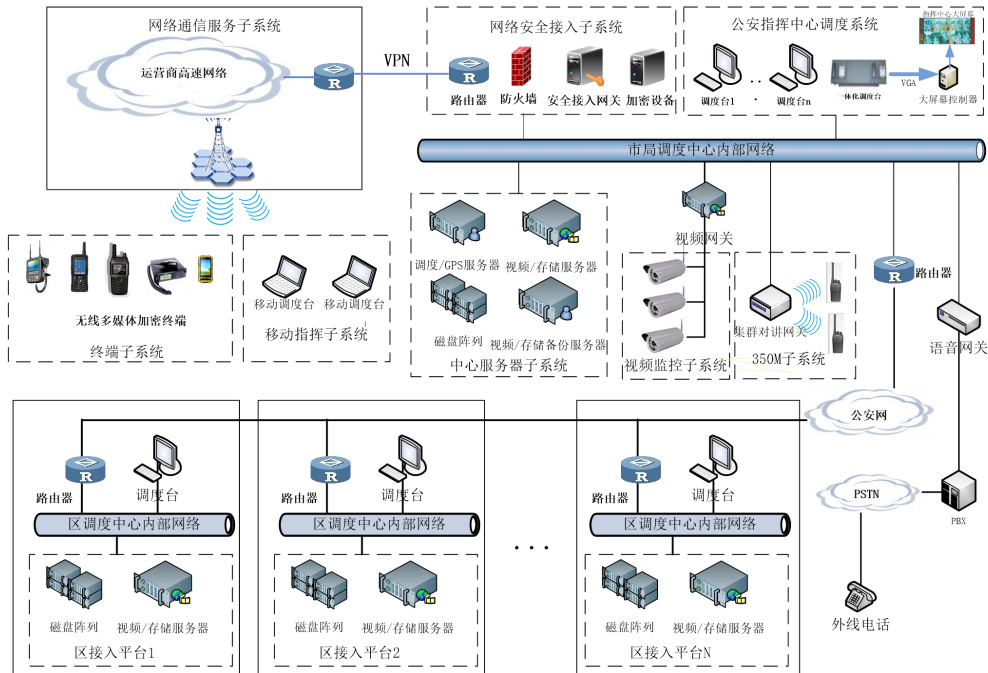 网络通信服务子系统
运营商高速网络
R
VPN
网络安全接入子系统
R
路由器
防火墙
安全接入网关
加密设备
公安指挥中心调度系统
指挥中心大屏幕
调度台1
. . .
调度台n
一体化调度台
VGA
大屏幕控制器
市局调度中心内部网络
无线多媒体加密终端
终端子系统
移动调度台
移动调度台
移动指挥子系统
调度/GPS服务器
视频/存储服务器
磁盘阵列
视频/存储备份服务器
中心服务器子系统
视频网关
视频监控子系统
集群对讲网关
350M子系统
R
路由器
语音网关
公安网
PSTN
PBX
外线电话
R
路由器
调度台
区调度中心内部网络
磁盘阵列
视频/存储服务器
区接入平台1
R
路由器
调度台
区调度中心内部网络
磁盘阵列
视频/存储服务器
区接入平台2
...
R
路由器
调度台
区调度中心内部网络
磁盘阵列
视频/存储服务器
区接入平台N